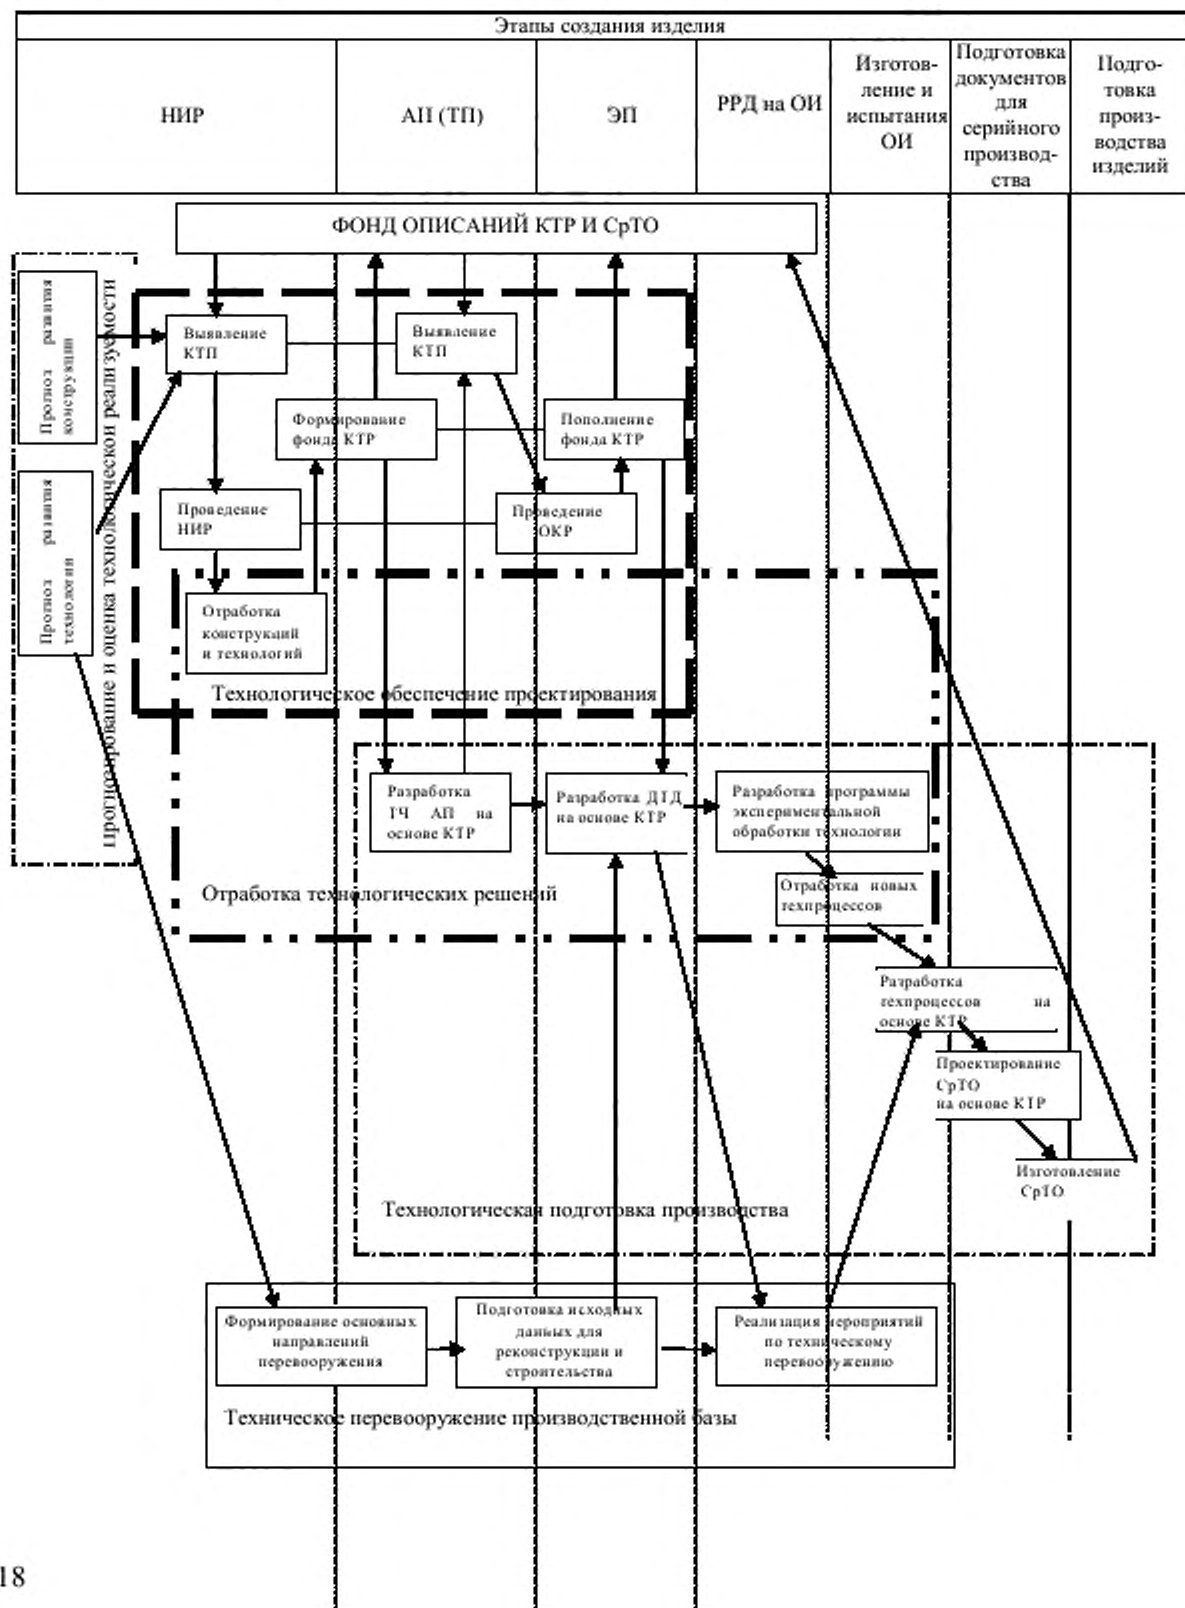 Этапы создания изделия
НИР
АП (ТП)
ЭП
РРД на ОИ
Изготов-
ление и
испытания
ОИ
Подготовка
документов
для
серийного
производ-
ства
Подго-
товка
произ-
водства
изделий
ФОНД ОПИСАНИЙ КТР И СрТО
Прогноз развития
конструкции
Прогноз развития
технологии
Прогнозирование и оценка технологической реализуемости
Выявление
КТП
Выявление
КТП
Формирование
фонда КТР
Пополнение
фонда КТР
Проведение
НИР
Проведение
ОКР
Отработка
конструкций
и технологий
Технологическое обеспечение проектирования
Разработка
ТЧ АП на
основе КТР
Разработка ДТД
на основе КТР
Разработка программы
экспериментальной
обработки технологии
Отработка новых
техпроцессов
Отработка технологических решений
Разработка
техпроцессов на
основе КТР
Проектирование
СрТО
на основе КТР
Изготовление
СрТО
Технологическая подготовка производства
Формирование основных
направлений
перевооружения
Подготовка исходных
данных для
реконструкции и
строительства
Реализация мероприятий
по техническому
перевооружению
Техническое перевооружение производственной базы
18